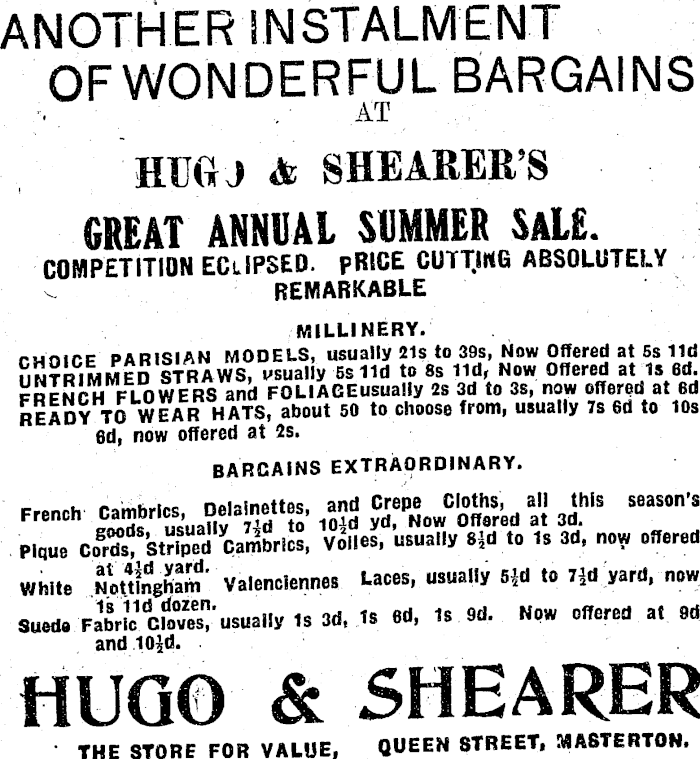 ANOTHER INSTALMENT
OF WONDERFUL BARGAINS
AT
HUGO & SHEARER'S
GREAT ANNUAL SUMMER SALE.
COMPETITION ECLIPSED. PRICE CUTTING ABSOLUTELY
REMARKABLE
MILLINERY.
CHOICE PARISIAN MODELS, usually 21s to 39s, Now Offered at 5s 11d
UNTRIMMED STRAWS, usually 5s 11d to 8s 11d, Now Offered at 1s 6d.
FRENCH FLOWERS and FOLIAGE usually 2s 3d to 3s, now offered at 6d
READY TO WEAR HATS, about 50 to choose from, usually 7s 6d to 10s
6d, now offered at 2s.
BARGAINS EXTRAORDINARY.
French Cambrics, Delainettes, and Crepe Cloths, all this season's
goods, usually 7½d to 10½d yd, Now Offered at 3d.
Pique Cords, Striped Cambrics, Voiles, usually 8½d to 1s 3d, now offered
at 4½d yard.
White Nottingham Valenciennes Laces, usually 5½d to 7½d yard, now
1s 11d dozen.
Suede Fabric Gloves, usually 1s 3d, 1s 6d, 1s 9d. Now offered at 9d
and 10½d.
HUGO & SHEARER
THE STORE FOR VALUE, QUEEN STREET, MASTERTON.